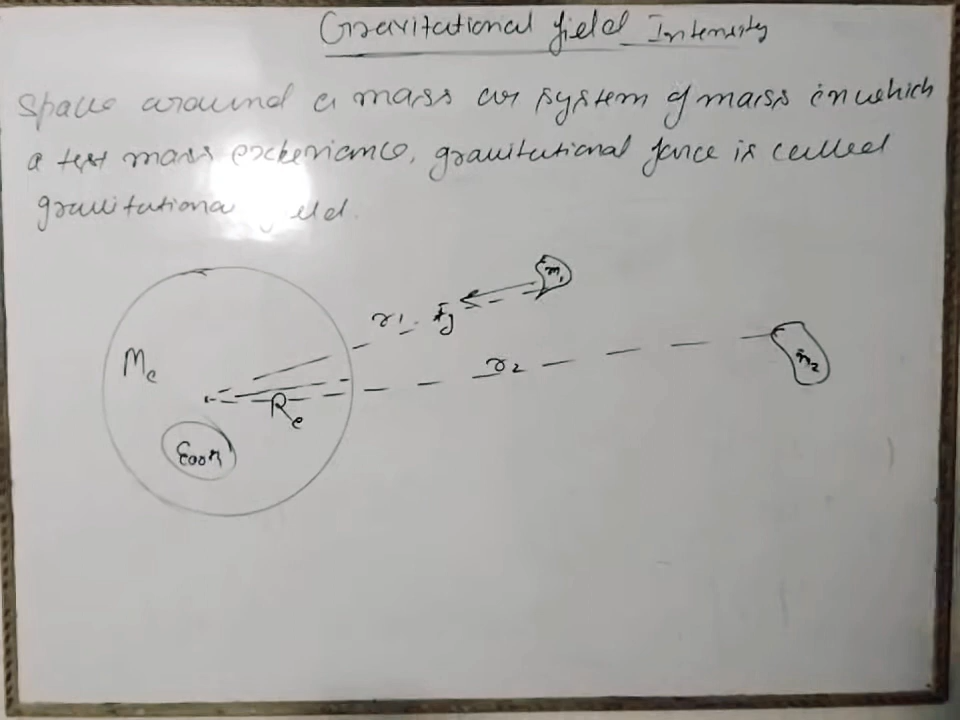 Gravitational field Intensity
Space around a mass or system of mass in which
a test mass experience, gravitational force is called
gravitational field.
m₁
r₁ Fg
r₂
m₂
Me
Re
Earth